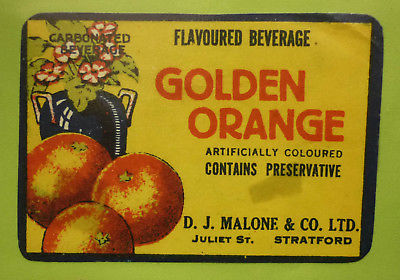 CARBONATED
BEVERAGE
FLAVOURED BEVERAGE
GOLDEN
ORANGE
ARTIFICIALLY COLOURED
CONTAINS PRESERVATIVE
D. J. MALONE & CO. LTD.
JULIET ST. STRATFORD